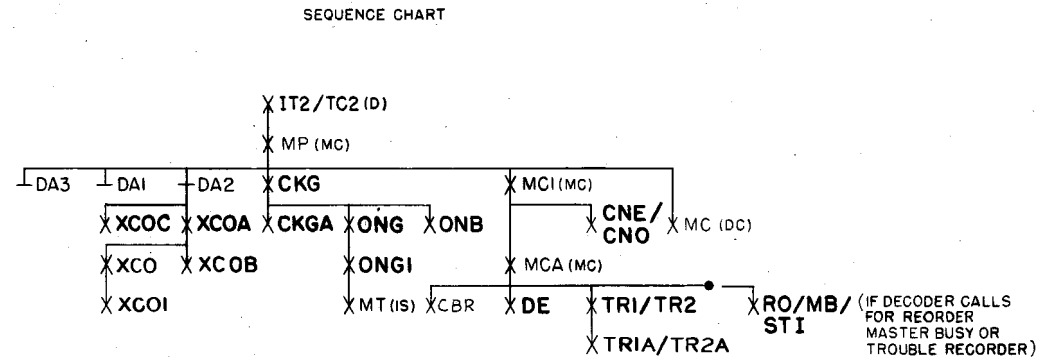 SEQUENCE CHART
IT2/TC2 (D)
MP (MC)
DA3 DA1 DA2 CKG MC1 (MC)
XCOC XCOA CKGA ONG ONB CNE/ MC (DC)
CNO
XCO XCOB ONG1 MCA (MC)
XCO1 MT (IS) CBR DE TR1/TR2 RO/MB/ (IF DECODER CALLS
ST1 FOR REORDER
MASTER BUSY OR
TR1A/TR2A TROUBLE RECORDER)